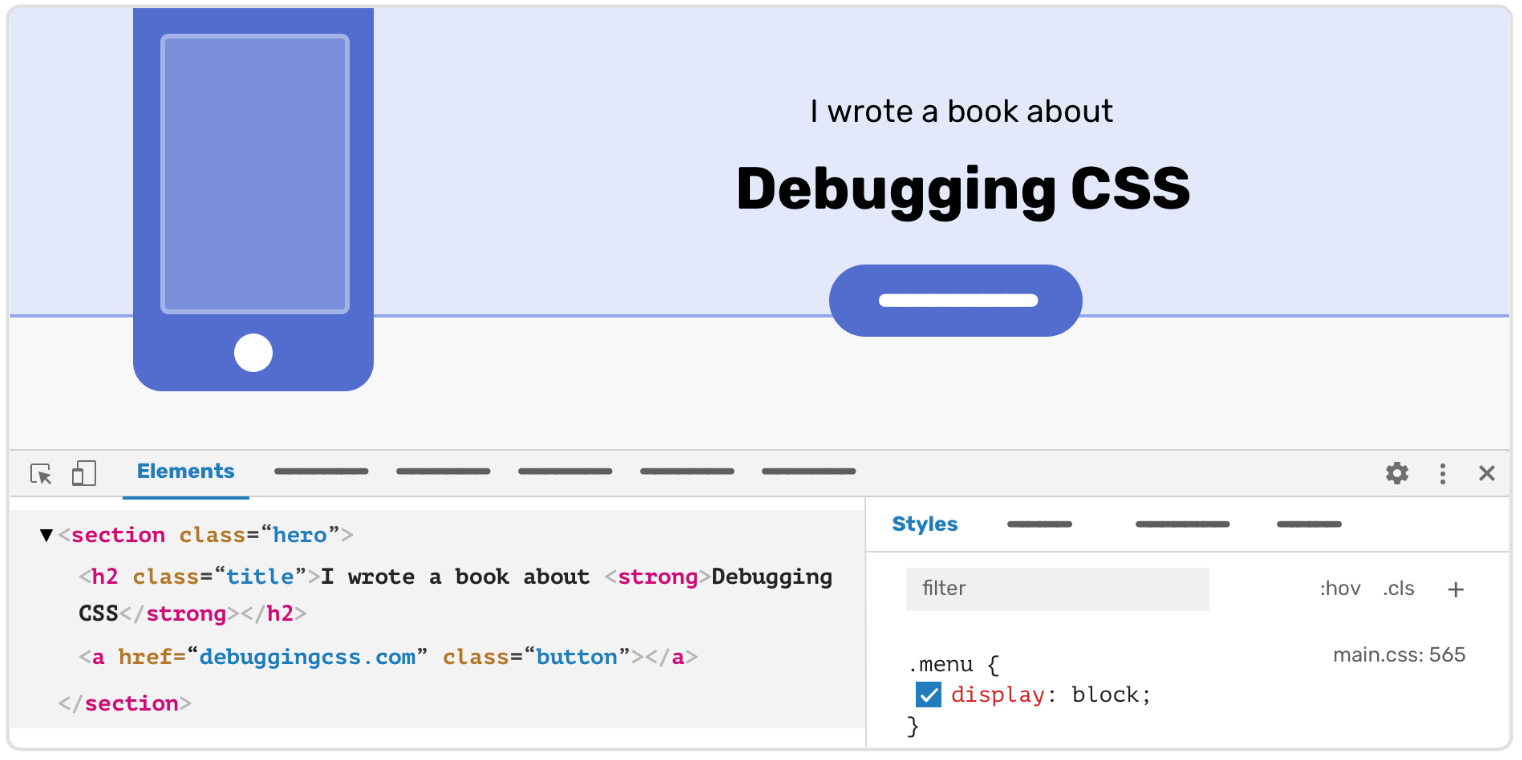 I wrote a book about
Debugging CSS
Elements
<section class=“hero”>
<h2 class=“title”>I wrote a book about <strong>Debugging
CSS</strong></h2>
<a href=“debuggingcss.com” class=“button”></a>
</section>
Styles
filter :hov .cls +
.menu { main.css: 565
display: block;
}